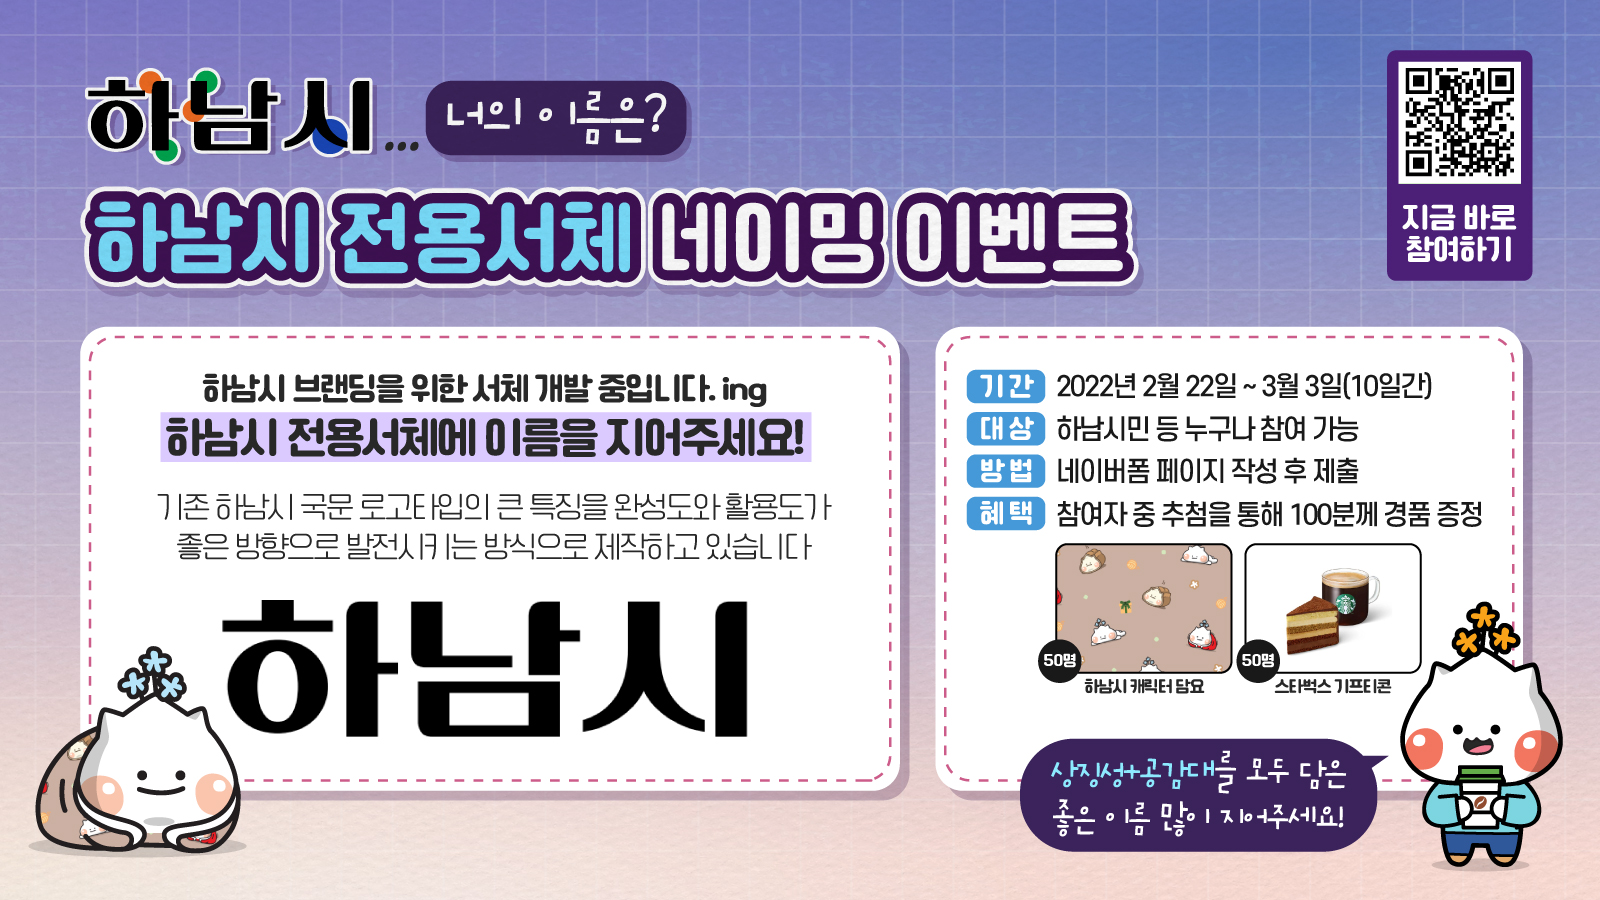 하남시... 너의 이름은?
하남시 전용서체 네이밍 이벤트
지금 바로
참여하기
하남시 브랜딩을 위한 서체 개발 중입니다. ing
하남시 전용서체에 이름을 지어주세요!
기존 하남시 국문 로고타입의 큰 특징을 완성도와 활용도가
좋은 방향으로 발전시키는 방식으로 제작하고 있습니다
하남시
기간 2022년 2월 22일 ~ 3월 3일(10일간)
대상 하남시민 등 누구나 참여 가능
방법 네이버폼 페이지 작성 후 제출
혜택 참여자 중 추첨을 통해 100분께 경품 증정
50명
하남시 캐릭터 담요
50명
스타벅스 기프티콘
상징성+공감대를 모두 담은
좋은 이름 많이 지어주세요!